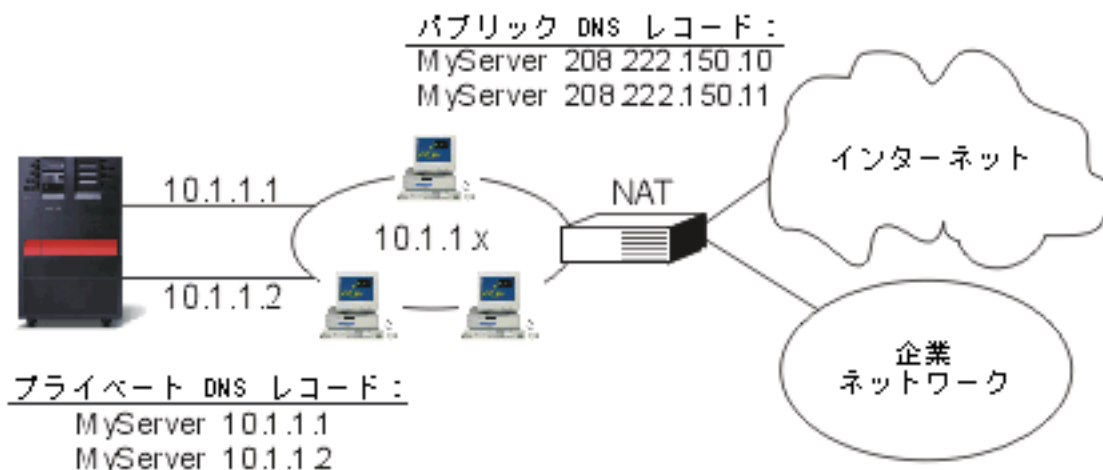 パブリック DNS レコード:
MyServer 208.222.150.10
MyServer 208.222.150.11
インターネット
NAT
10.1.1.1
10.1.1.x
10.1.1.2
企業
ネットワーク
プライベート DNS レコード:
MyServer 10.1.1.1
MyServer 10.1.1.2